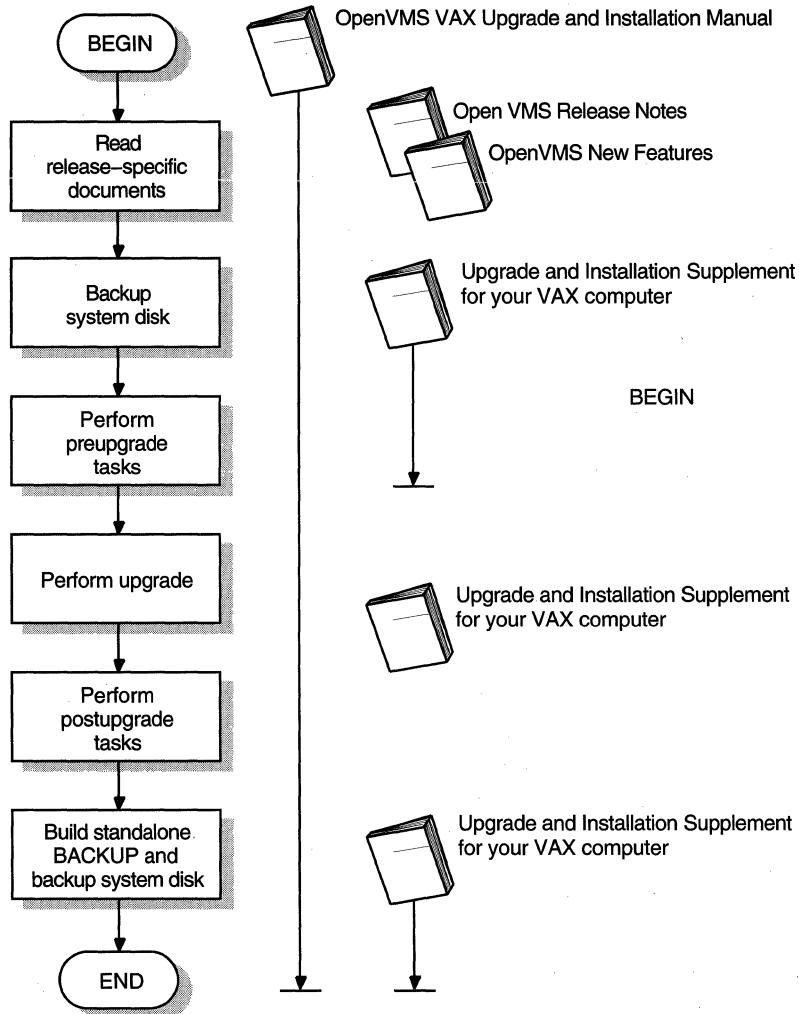 BEGIN
OpenVMS VAX Upgrade and Installation Manual
Read
release–specific
documents
Open VMS Release Notes
OpenVMS New Features
Backup
system disk
Upgrade and Installation Supplement
for your VAX computer
BEGIN
Perform
preupgrade
tasks
Perform upgrade
Upgrade and Installation Supplement
for your VAX computer
Perform
postupgrade
tasks
Build standalone
BACKUP and
backup system disk
Upgrade and Installation Supplement
for your VAX computer
END